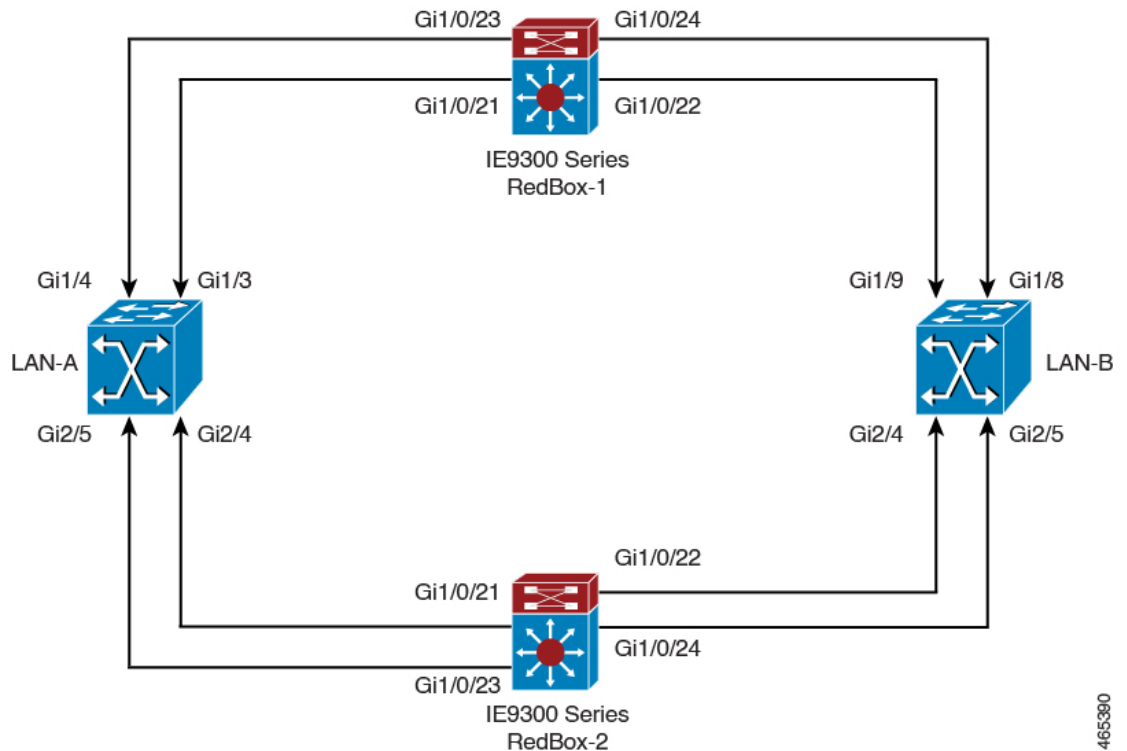 Gi1/0/23
Gi1/0/24
Gi1/0/21
Gi1/0/22
IE9300 Series
RedBox-1
Gi1/4
Gi1/3
Gi1/9
Gi1/8
LAN-A
LAN-B
Gi2/5
Gi2/4
Gi2/4
Gi2/5
Gi1/0/22
Gi1/0/21
Gi1/0/24
Gi1/0/23
IE9300 Series
RedBox-2
465390